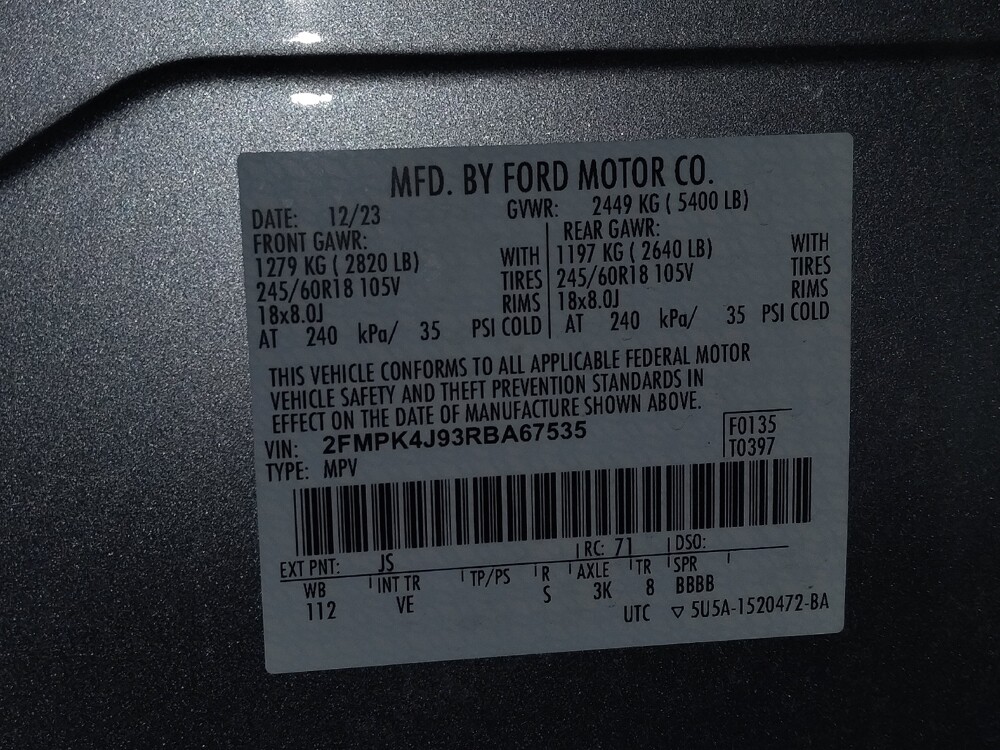 MFD. BY FORD MOTOR CO.
DATE: 12/23 GVWR: 2449 KG ( 5400 LB)
FRONT GAWR: REAR GAWR:
1279 KG ( 2820 LB) WITH 1197 KG ( 2640 LB) WITH
245/60R18 105V TIRES 245/60R18 105V TIRES
18x8.0J RIMS 18x8.0J RIMS
AT 240 kPa/ 35 PSI COLD AT 240 kPa/ 35 PSI COLD
THIS VEHICLE CONFORMS TO ALL APPLICABLE FEDERAL MOTOR
VEHICLE SAFETY AND THEFT PREVENTION STANDARDS IN
EFFECT ON THE DATE OF MANUFACTURE SHOWN ABOVE.
VIN: 2FMPK4J93RBA67535 F0135
TYPE: MPV T0397
EXT PNT: JS RC: 71 DSO:
WB INT TR TP/PS R AXLE TR SPR
112 VE S 3K 8 BBBB
UTC ▽ 5U5A-1520472-BA